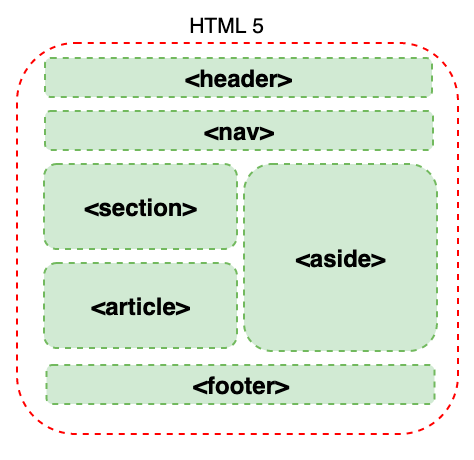 HTML 5
<header>
<nav>
<section>
<aside>
<article>
<footer>